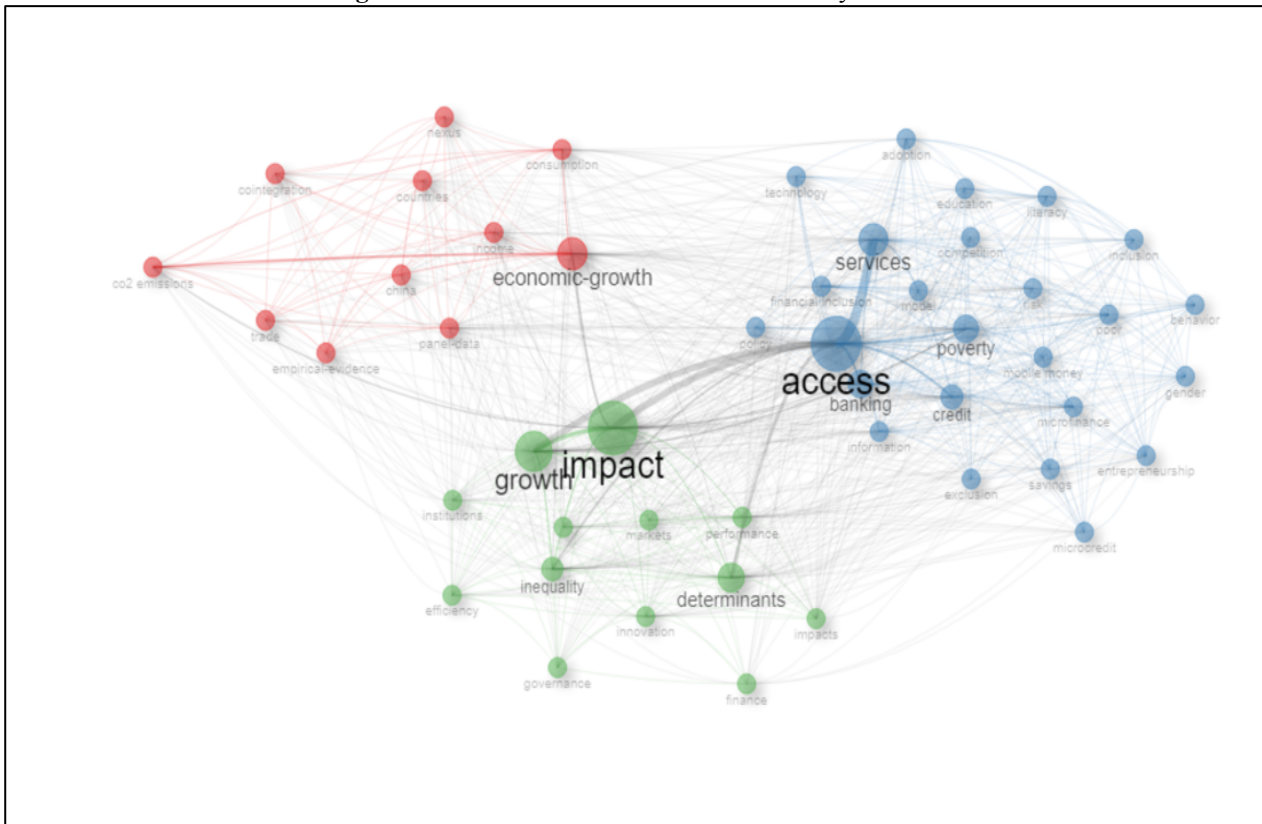 nexus
consumption
adoption
cointegration
countries
technology
education
literacy
income
services
competition
inclusion
co2 emissions
economic-growth
china
financial-inclusion
model
risk
behavior
trade
panel-data
policy
poor
empirical-evidence
poverty
mobile money
access
gender
banking
credit
microfinance
information
growth
impact
entrepreneurship
exclusion
savings
institutions
markets
performance
microcredit
inequality
determinants
efficiency
innovation
impacts
governance
finance